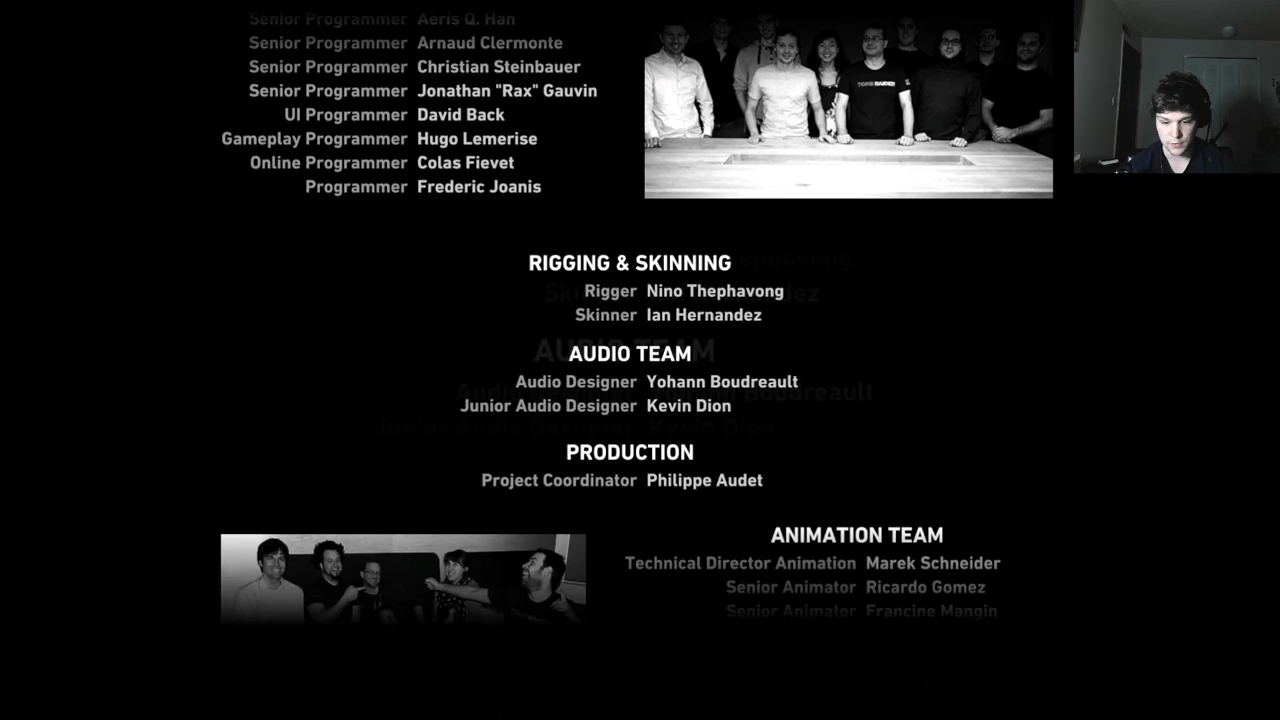 Senior Programmer Aeris Q. Han
Senior Programmer Arnaud Clermonte
Senior Programmer Christian Steinbauer
Senior Programmer Jonathan "Rax" Gauvin
UI Programmer David Back
Gameplay Programmer Hugo Lemerise
Online Programmer Colas Fievet
Programmer Frederic Joanis
TOMB RAIDER
RIGGING & SKINNING
Rigger Nino Thephavong
Skinner Ian Hernandez
AUDIO TEAM
Audio Designer Yohann Boudreault
Junior Audio Designer Kevin Dion
PRODUCTION
Project Coordinator Philippe Audet
ANIMATION TEAM
Technical Director Animation Marek Schneider
Senior Animator Ricardo Gomez
Senior Animator Francine Mangin